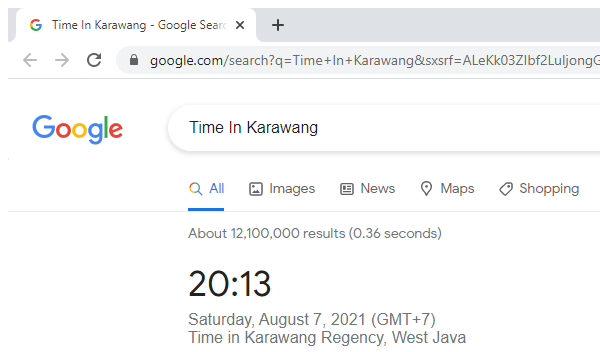 Time In Karawang - Google Sear
google.com/search?q=Time+In+Karawang&sxsrf=ALeKk03ZIbf2LuljongG
Google
Time In Karawang
All Images News Maps Shopping
About 12,100,000 results (0.36 seconds)
20:13
Saturday, August 7, 2021 (GMT+7)
Time in Karawang Regency, West Java